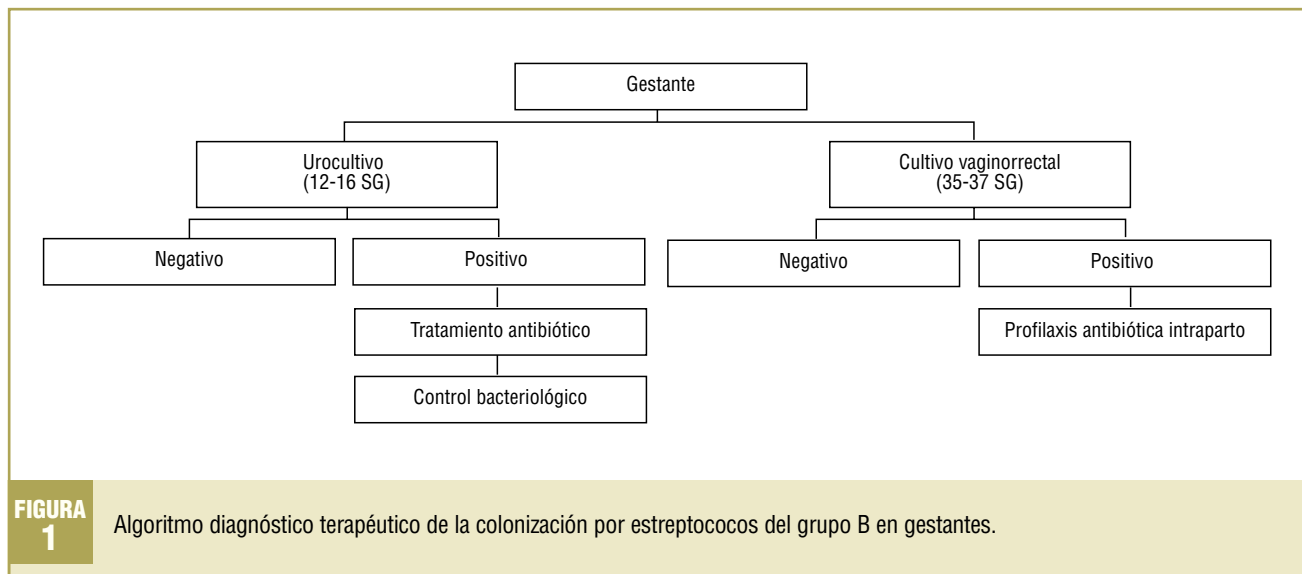 Gestante
Urocultivo
(12-16 SG)
Cultivo vaginorrectal
(35-37 SG)
Negativo
Positivo
Negativo
Positivo
Tratamiento antibiótico
Profilaxis antibiótica intraparto
Control bacteriológico
FIGURA
1
Algoritmo diagnóstico terapéutico de la colonización por estreptococos del grupo B en gestantes.